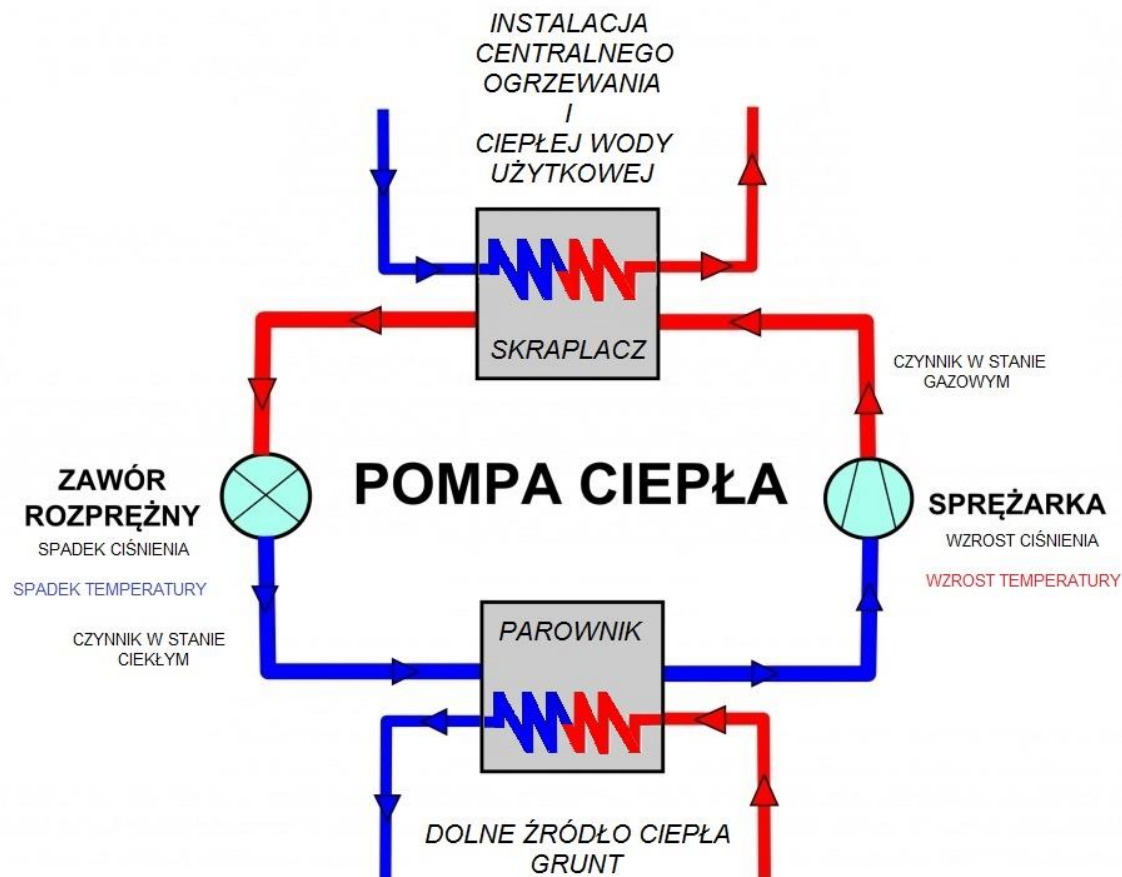 INSTALACJA
CENTRALNEGO
OGRZEWANIA
I
CIEPŁEJ WODY
UŻYTKOWEJ
SKRAPLACZ
CZYNNIK W STANIE
GAZOWYM
ZAWÓR
ROZPRĘŻNY
SPADEK CIŚNIENIA
SPADEK TEMPERATURY
CZYNNIK W STANIE
CIEKŁYM
POMPA CIEPŁA
SPRĘŻARKA
WZROST CIŚNIENIA
WZROST TEMPERATURY
PAROWNIK
DOLNE ŹRÓDŁO CIEPŁA
GRUNT